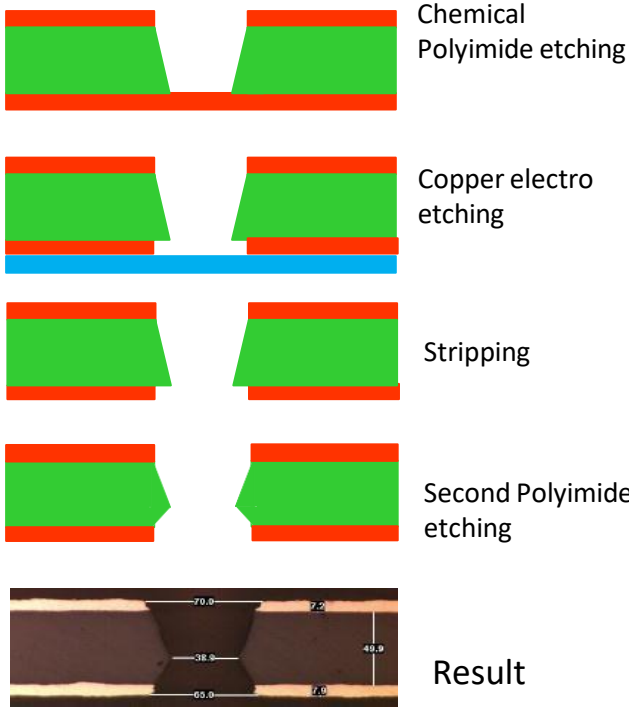 Chemical
Polyimide etching
Copper electro
etching
Stripping
Second Polyimide
etching
70.0
7.2
38.9
49.9
65.0
7.0
Result